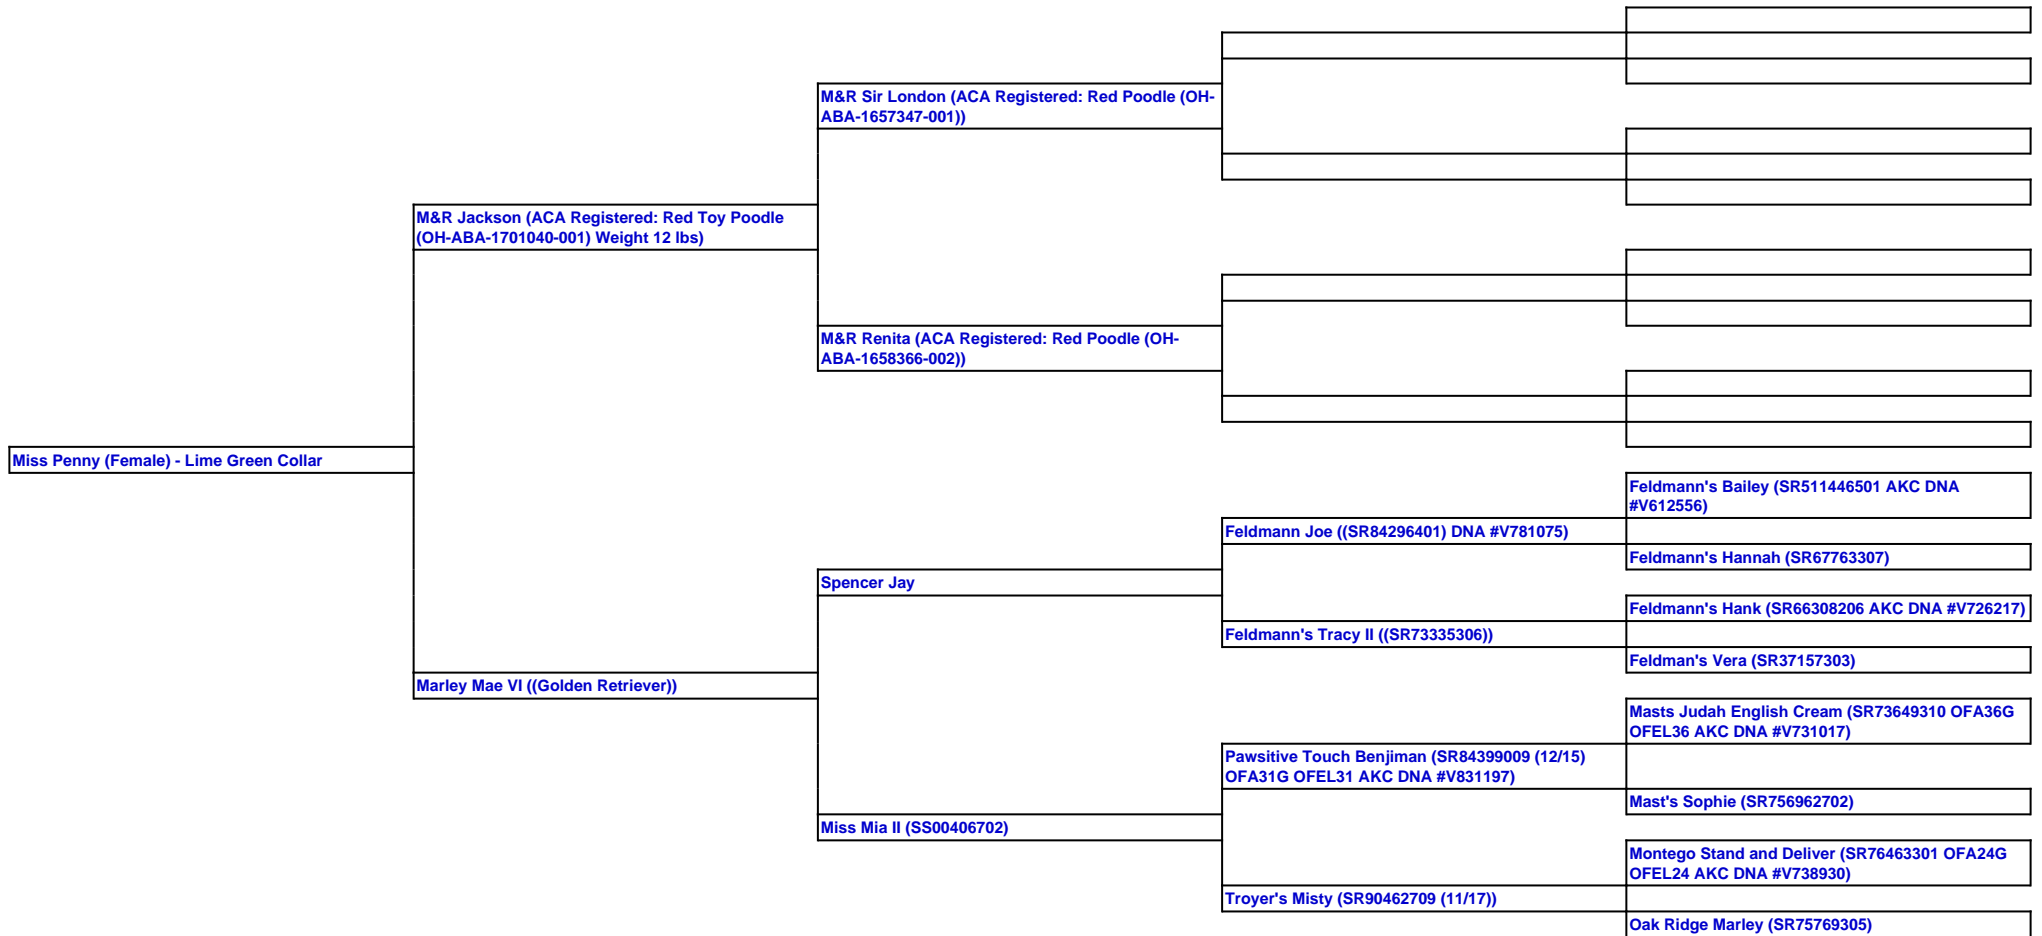 M&R Sir London (ACA Registered: Red Poodle (OH-
ABA-1657347-001))
M&R Jackson (ACA Registered: Red Toy Poodle
(OH-ABA-1701040-001) Weight 12 lbs)
M&R Renita (ACA Registered: Red Poodle (OH-
ABA-1658366-002))
Miss Penny (Female) - Lime Green Collar
Feldmann's Bailey (SR511446501 AKC DNA
#V612556)
Feldmann Joe ((SR84296401) DNA #V781075)
Feldmann's Hannah (SR67763307)
Spencer Jay
Feldmann's Hank (SR66308206 AKC DNA #V726217)
Feldmann's Tracy II ((SR73335306))
Feldman's Vera (SR37157303)
Marley Mae VI ((Golden Retriever))
Masts Judah English Cream (SR73649310 OFA36G
OFEL36 AKC DNA #V731017)
Pawsitive Touch Benjiman (SR84399009 (12/15)
OFA31G OFEL31 AKC DNA #V831197)
Mast's Sophie (SR756962702)
Miss Mia II (SS00406702)
Montego Stand and Deliver (SR76463301 OFA24G
OFEL24 AKC DNA #V738930)
Troyer's Misty (SR90462709 (11/17))
Oak Ridge Marley (SR75769305)